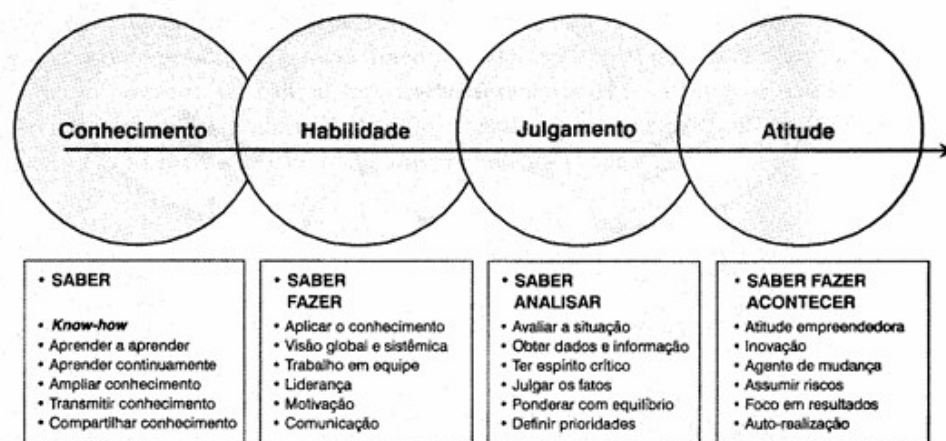 Conhecimento
Habilidade
Julgamento
Atitude
• SABER
• Know-how
• Aprender a aprender
• Aprender continuamente
• Ampliar conhecimento
• Transmitir conhecimento
• Compartilhar conhecimento
• SABER
FAZER
• Aplicar o conhecimento
• Visão global e sistêmica
• Trabalho em equipe
• Liderança
• Motivação
• Comunicação
• SABER
ANALISAR
• Avaliar a situação
• Obter dados e informação
• Ter espírito crítico
• Julgar os fatos
• Ponderar com equilíbrio
• Definir prioridades
• SABER FAZER
ACONTECER
• Atitude empreendedora
• Inovação
• Agente de mudança
• Assumir riscos
• Foco em resultados
• Auto-realização